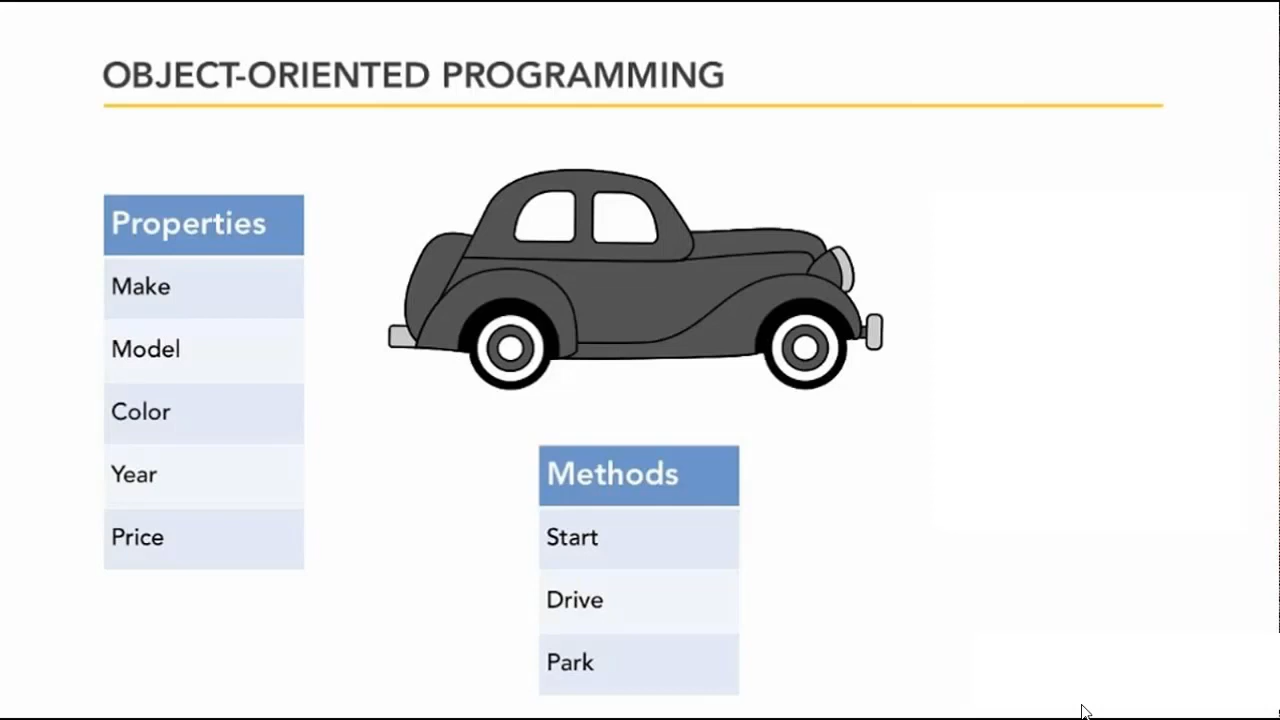 OBJECT-ORIENTED PROGRAMMING
Properties
Make
Model
Color
Year
Price
Methods
Start
Drive
Park